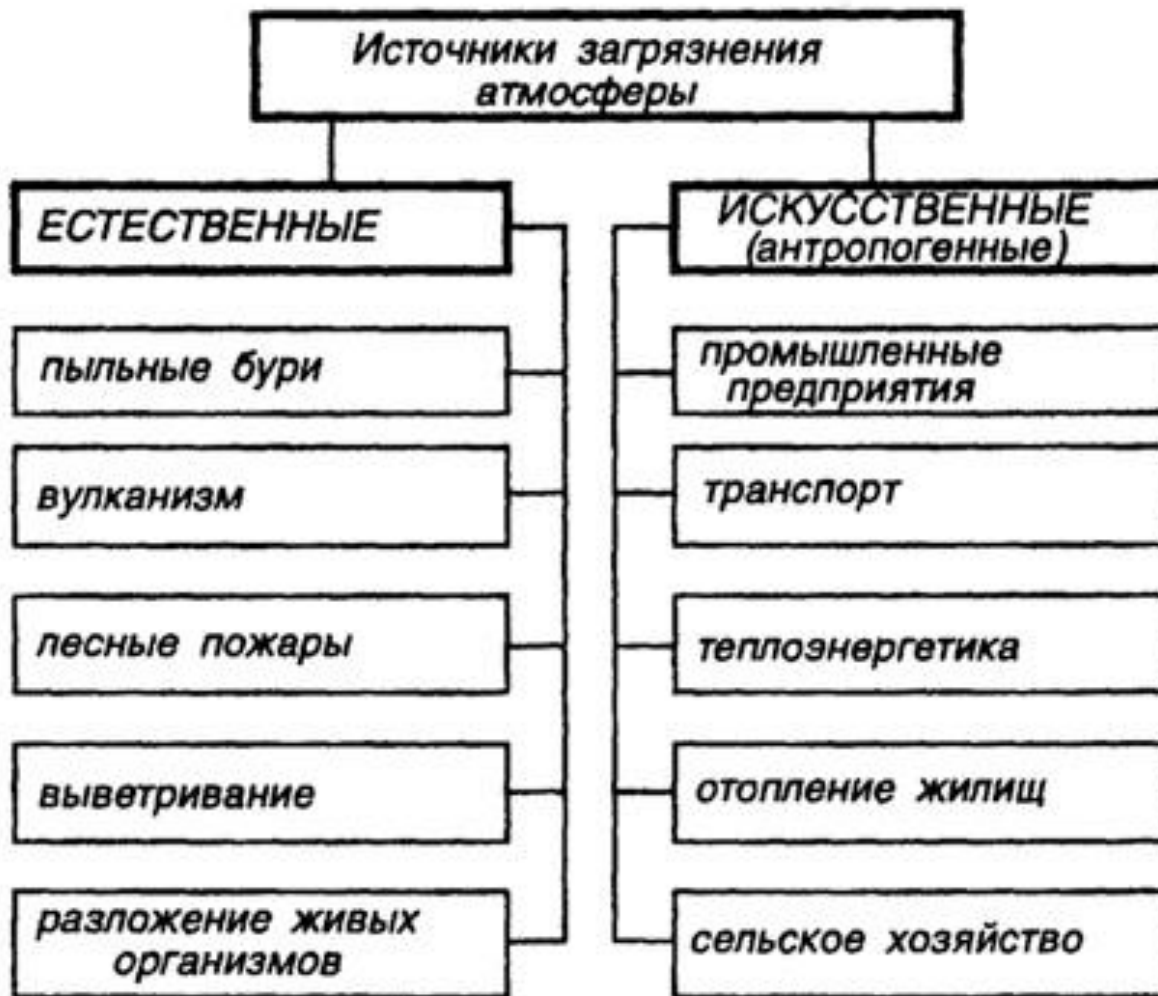 Источники загрязнения
атмосферы
ЕСТЕСТВЕННЫЕ
пыльные бури
вулканизм
лесные пожары
выветривание
разложение живых
организмов
ИСКУССТВЕННЫЕ
(антропогенные)
промышленные
предприятия
транспорт
теплоэнергетика
отопление жилищ
сельское хозяйство